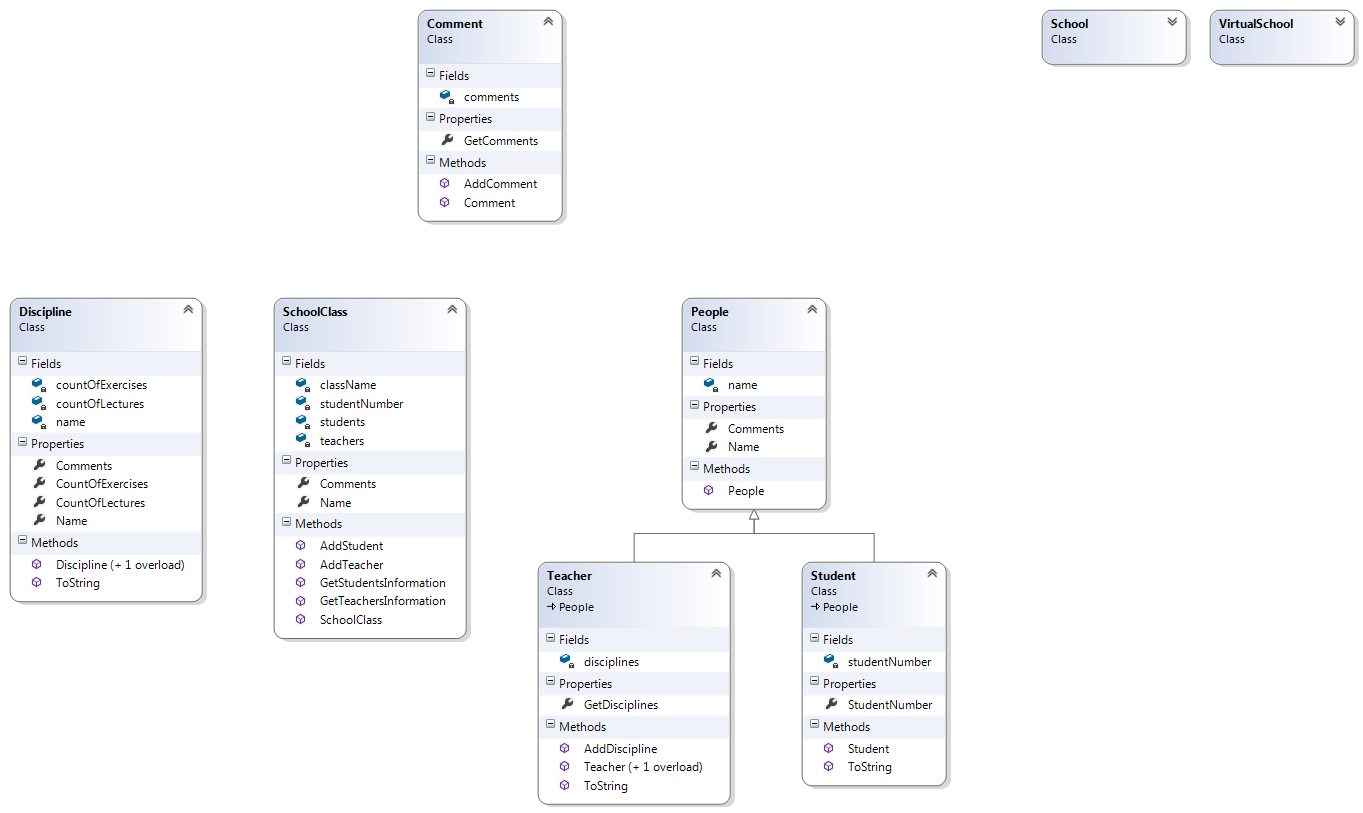 Comment
Class
Fields
comments
Properties
GetComments
Methods
AddComment
Comment
School
Class
VirtualSchool
Class
Discipline
Class
Fields
countOfExercises
countOfLectures
name
Properties
Comments
CountOfExercises
CountOfLectures
Name
Methods
Discipline (+ 1 overload)
ToString
SchoolClass
Class
Fields
className
studentNumber
students
teachers
Properties
Comments
Name
Methods
AddStudent
AddTeacher
GetStudentsInformation
GetTeachersInformation
SchoolClass
People
Class
Fields
name
Properties
Comments
Name
Methods
People
Teacher
Class
People
Fields
disciplines
Properties
GetDisciplines
Methods
AddDiscipline
Teacher (+ 1 overload)
ToString
Student
Class
People
Fields
studentNumber
Properties
StudentNumber
Methods
Student
ToString